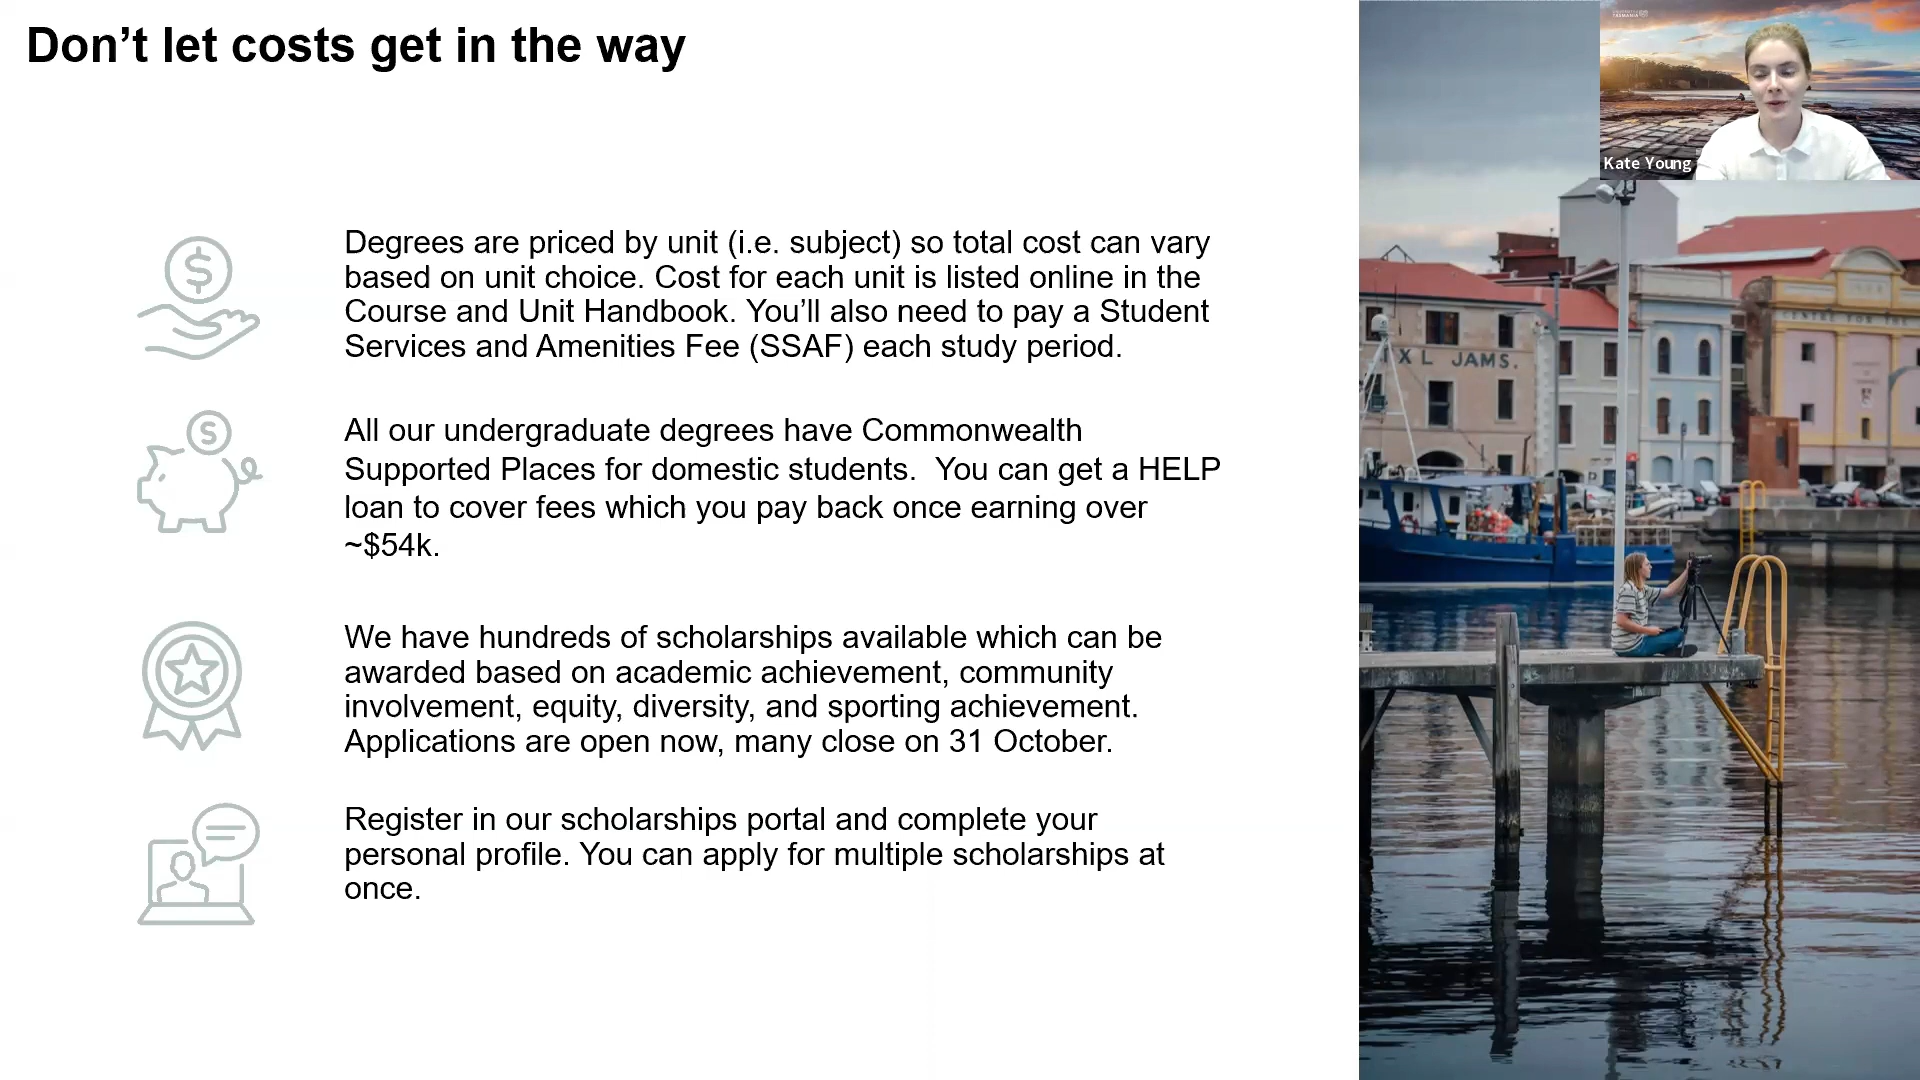 Don’t let costs get in the way
Kate Young
Degrees are priced by unit (i.e. subject) so total cost can vary
based on unit choice. Cost for each unit is listed online in the
Course and Unit Handbook. You’ll also need to pay a Student
Services and Amenities Fee (SSAF) each study period.
All our undergraduate degrees have Commonwealth
Supported Places for domestic students.  You can get a HELP
loan to cover fees which you pay back once earning over
~$54k.
We have hundreds of scholarships available which can be
awarded based on academic achievement, community
involvement, equity, diversity, and sporting achievement.
Applications are open now, many close on 31 October.
Register in our scholarships portal and complete your
personal profile. You can apply for multiple scholarships at
once.
XL JAMS.
CENTRE FOR THE